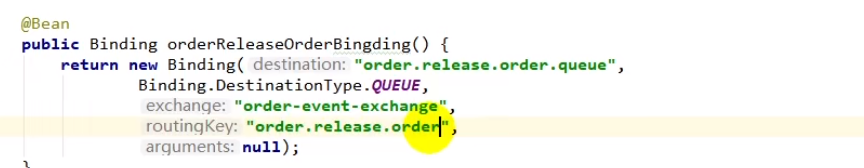 @Bean
public Binding orderReleaseOrderBingding() {
return new Binding( destination: "order.release.order.queue",
Binding.DestinationType.QUEUE,
exchange: "order-event-exchange",
routingKey: "order.release.order",
arguments: null);
}